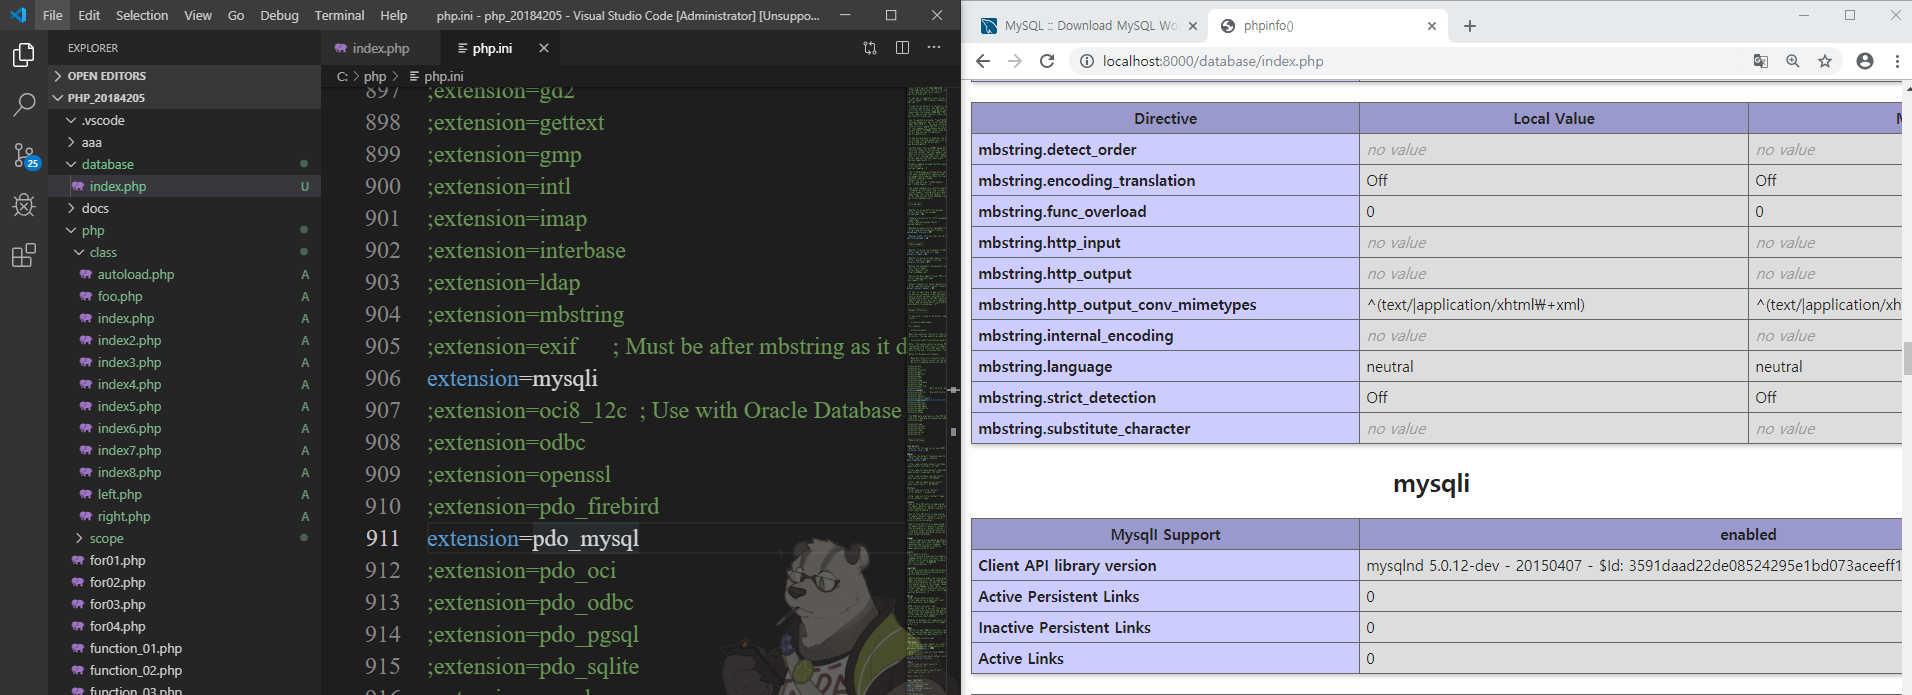 File Edit Selection View Go Debug Terminal Help php.ini - php_20184205 - Visual Studio Code [Administrator] [Unsuppo...
EXPLORER
OPEN EDITORS
PHP_20184205
.vscode
aaa
database
index.php U
docs
php
class
autoload.php A
foo.php A
index.php A
index2.php A
index3.php A
index4.php A
index5.php A
index6.php A
index7.php A
index8.php A
left.php A
right.php A
scope
for01.php
for02.php
for03.php
for04.php
function_01.php
function_02.php
function_03.php
25
index.php php.ini
C: > php > php.ini
897 ;extension=gd2
898 ;extension=gettext
899 ;extension=gmp
900 ;extension=intl
901 ;extension=imap
902 ;extension=interbase
903 ;extension=ldap
904 ;extension=mbstring
905 ;extension=exif ; Must be after mbstring as it d
906 extension=mysqli
907 ;extension=oci8_12c ; Use with Oracle Database
908 ;extension=odbc
909 ;extension=openssl
910 ;extension=pdo_firebird
911 extension=pdo_mysql
912 ;extension=pdo_oci
913 ;extension=pdo_odbc
914 ;extension=pdo_pgsql
915 ;extension=pdo_sqlite
MySQL :: Download MySQL Wo phpinfo()
localhost:8000/database/index.php
Directive Local Value M
mbstring.detect_order no value no value
mbstring.encoding_translation Off Off
mbstring.func_overload 0 0
mbstring.http_input no value no value
mbstring.http_output no value no value
mbstring.http_output_conv_mimetypes ^(text/|application/xhtml₩+xml) ^(text/|application/xh
mbstring.internal_encoding no value no value
mbstring.language neutral neutral
mbstring.strict_detection Off Off
mbstring.substitute_character no value no value
mysqli
MysqlI Support enabled
Client API library version mysqlnd 5.0.12-dev - 20150407 - $Id: 3591daad22de08524295e1bd073aceeff1
Active Persistent Links 0
Inactive Persistent Links 0
Active Links 0